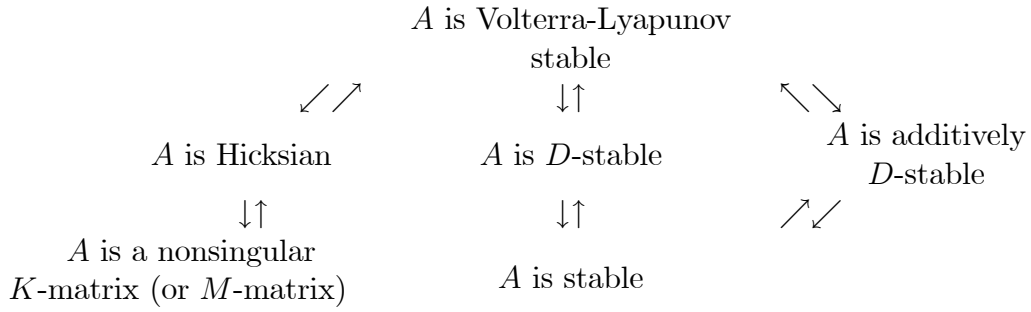 A is Volterra-Lyapunov
stable
↙↗ ↓↑ ↖↘
A is Hicksian A is D-stable A is additively
D-stable
↓↑ ↓↑ ↗↙
A is a nonsingular
K-matrix (or M-matrix) A is stable